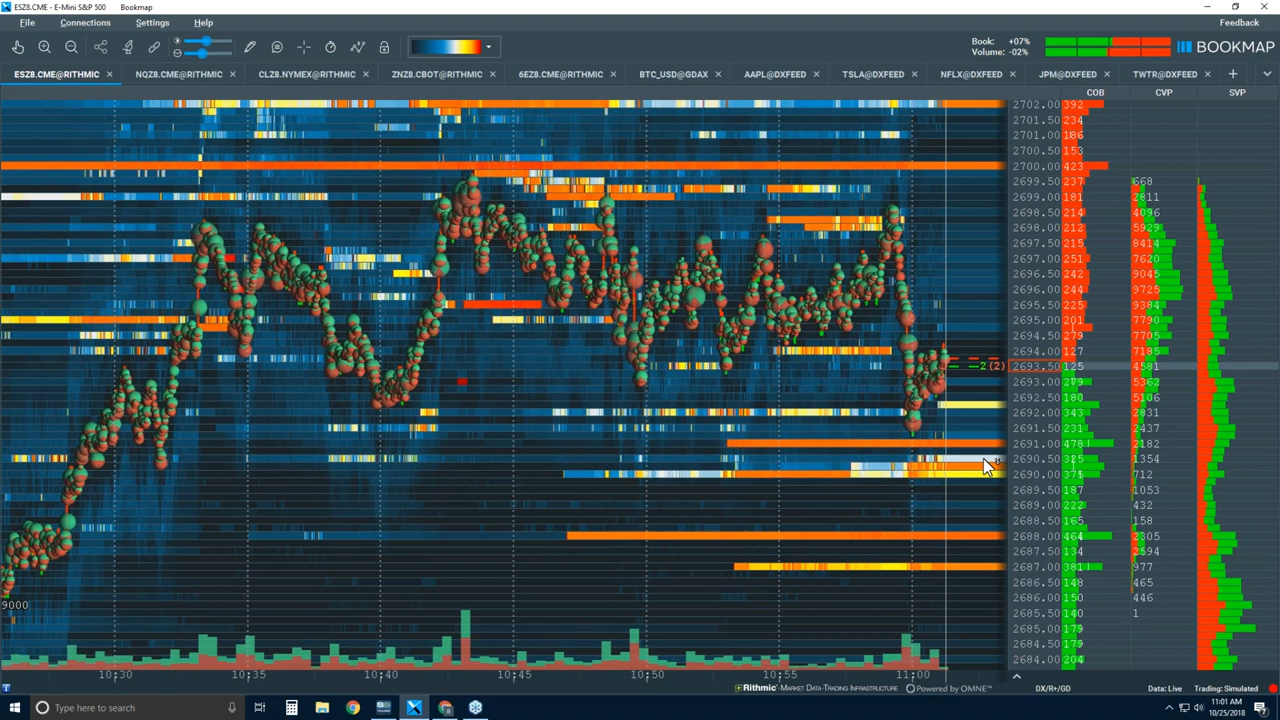 ESZ8.CME - E-Mini S&P 500 Bookmap
File Connections Settings Help Feedback
Book: +07%
Volume: -02%
BOOKMAP
ESZ8.CME@RITHMIC NQZ8.CME@RITHMIC CLZ8.NYMEX@RITHMIC ZNZ8.CBOT@RITHMIC 6EZ8.CME@RITHMIC BTC_USD@GDAX AAPL@DXFEED TSLA@DXFEED NFLX@DXFEED JPM@DXFEED TWTR@DXFEED
COB CVP SVP
2702.00 392
2701.50 234
2701.00 186
2700.50 153
2700.00 423
2699.50 237 668
2699.00 181 2811
2698.50 214 4096
2698.00 212 5929
2697.50 215 8414
2697.00 251 7620
2696.50 242 9045
2696.00 244 9725
2695.50 225 9384
2695.00 201 7790
2694.50 279 7705
2694.00 127 7185
2 (2) 2693.50 125 4581
2693.00 279 5362
2692.50 180 5106
2692.00 343 2831
2691.50 231 2437
2691.00 478 2182
2690.50 325 1354
2690.00 375 712
2689.50 187 1053
2689.00 222 432
2688.50 165 158
2688.00 464 2305
2687.50 134 2594
2687.00 381 977
2686.50 148 465
2686.00 150 446
9000
2685.50 140 1
2685.00 179
2684.50 179
2684.00 204
10:30 10:35 10:40 10:45 10:50 10:55 11:00
Rithmic™ MARKET DATA-TRADING INFRASTRUCTURE Powered by OMNE™ DX/R+/GD Data: Live Trading: Simulated
Type here to search
11:01 AM
10/25/2018